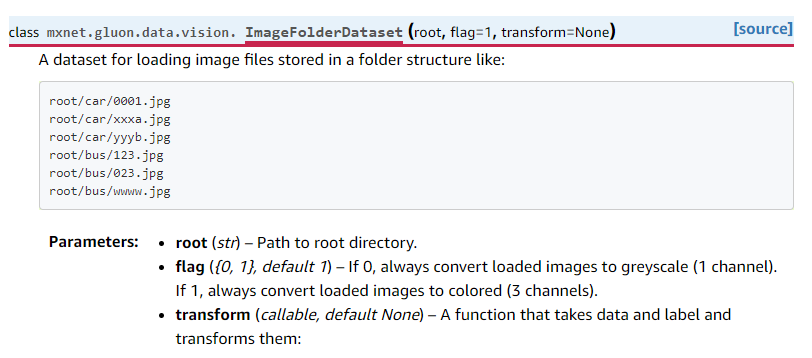 class mxnet.gluon.data.vision. ImageFolderDataset (root, flag=1, transform=None) [source]
A dataset for loading image files stored in a folder structure like:
root/car/0001.jpg
root/car/xxxa.jpg
root/car/yyyb.jpg
root/bus/123.jpg
root/bus/023.jpg
root/bus/wwww.jpg
Parameters: • root (str) – Path to root directory.
• flag ({0, 1}, default 1) – If 0, always convert loaded images to greyscale (1 channel).
If 1, always convert loaded images to colored (3 channels).
• transform (callable, default None) – A function that takes data and label and
transforms them: